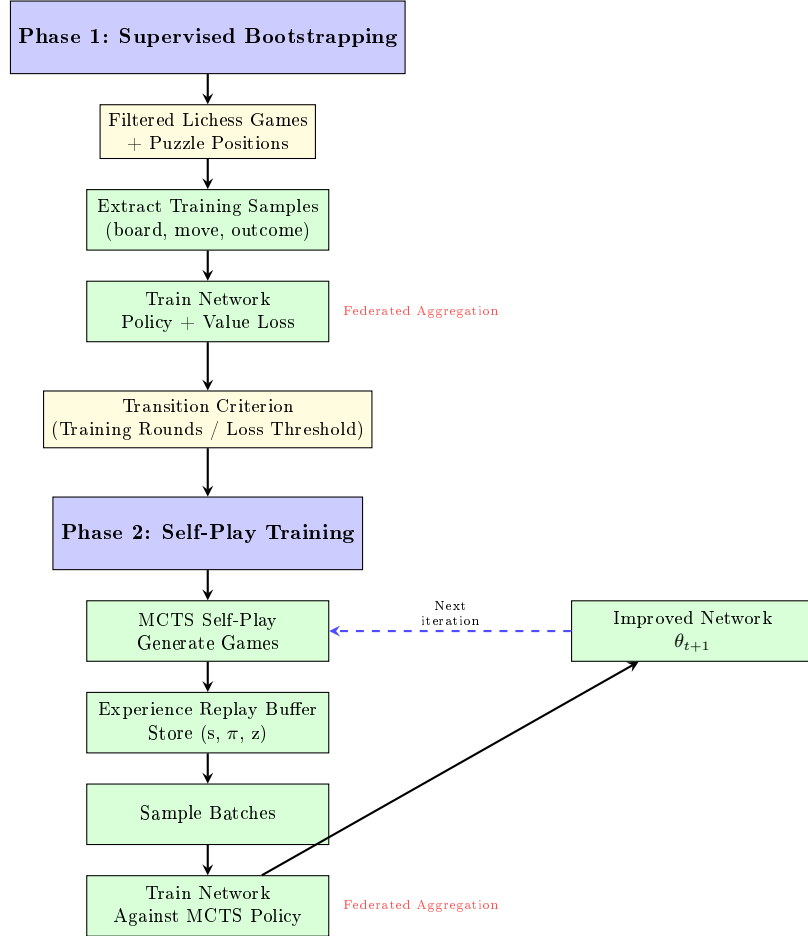 Phase 1: Supervised Bootstrapping
Filtered Lichess Games
+ Puzzle Positions
Extract Training Samples
(board, move, outcome)
Train Network
Policy + Value Loss
Federated Aggregation
Transition Criterion
(Training Rounds / Loss Threshold)
Phase 2: Self-Play Training
MCTS Self-Play
Generate Games
Next
iteration
Improved Network
θ_{t+1}
Experience Replay Buffer
Store (s, π, z)
Sample Batches
Train Network
Against MCTS Policy
Federated Aggregation